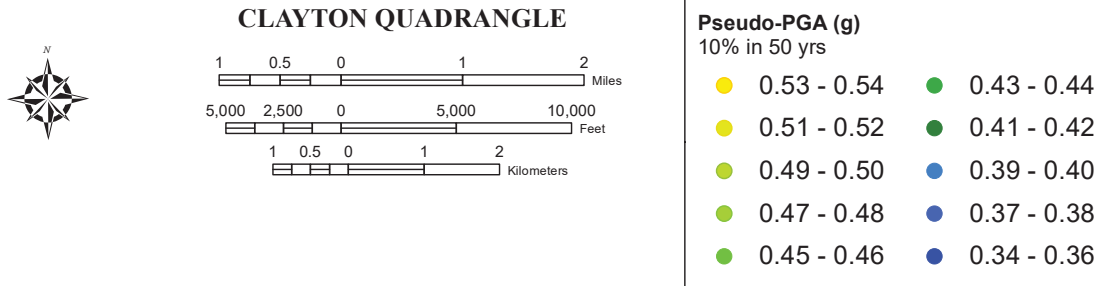 CLAYTON QUADRANGLE
N
1 0.5 0 1 2
Miles
5,000 2,500 0 5,000 10,000
Feet
1 0.5 0 1 2
Kilometers
Pseudo-PGA (g)
10% in 50 yrs
0.53 - 0.54
0.51 - 0.52
0.49 - 0.50
0.47 - 0.48
0.45 - 0.46
0.43 - 0.44
0.41 - 0.42
0.39 - 0.40
0.37 - 0.38
0.34 - 0.36